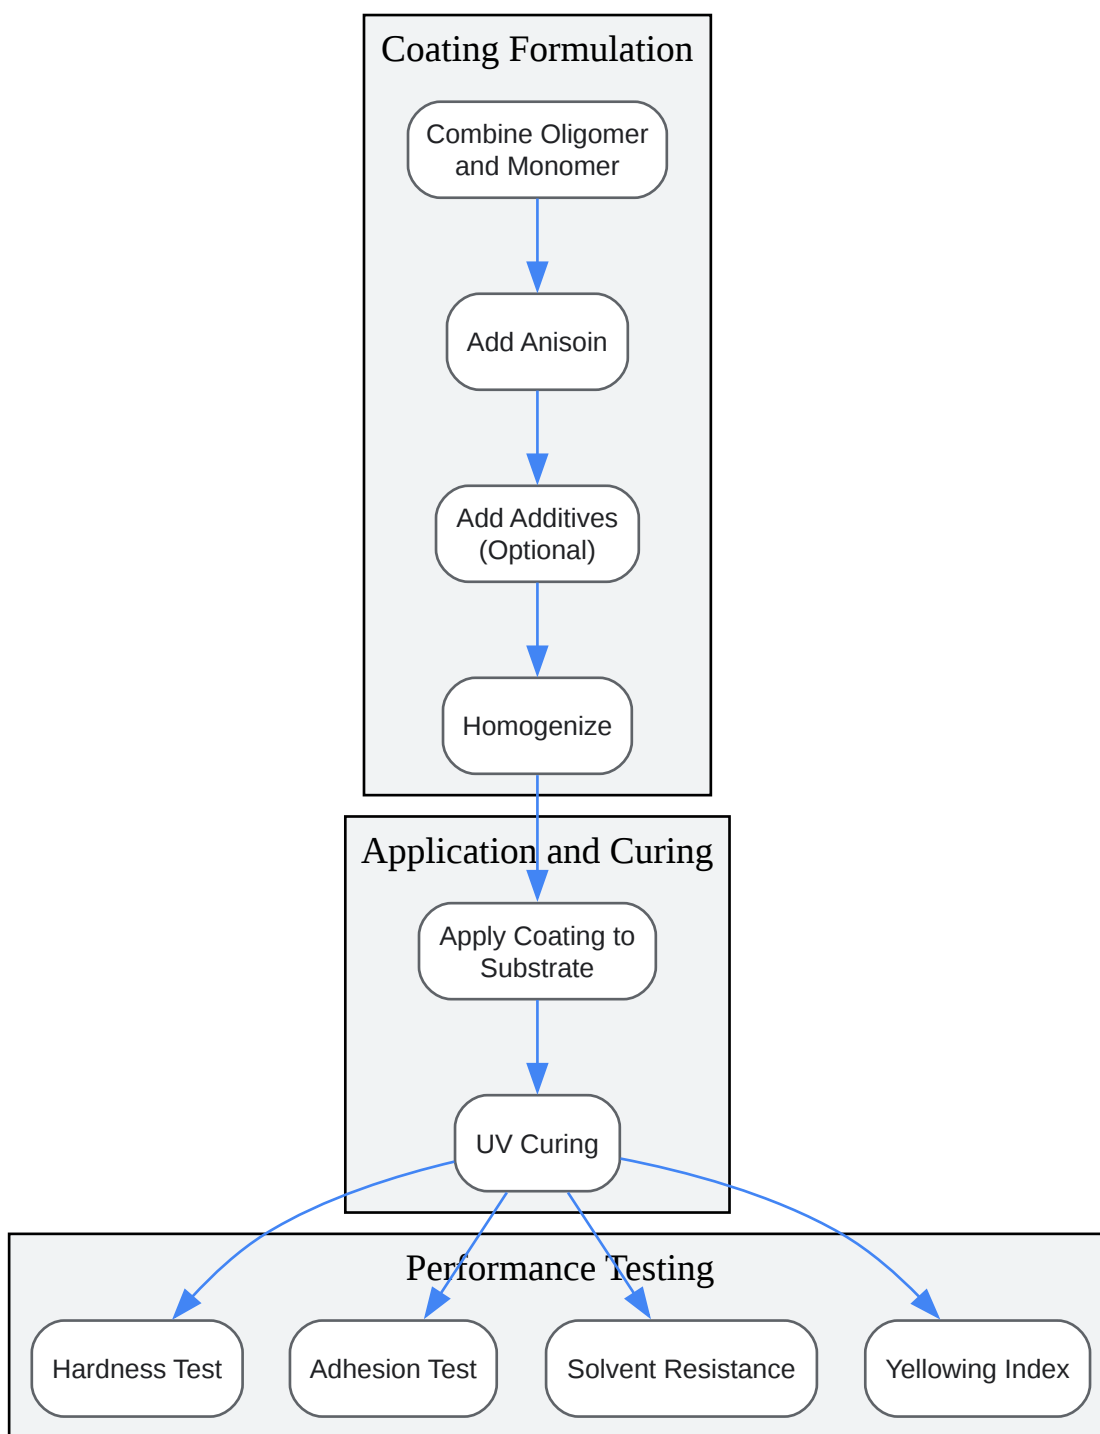 Coating Formulation
Combine Oligomer
and Monomer
Add Anisoin
Add Additives
(Optional)
Homogenize
Application and Curing
Apply Coating to
Substrate
UV Curing
Performance Testing
Hardness Test
Adhesion Test
Solvent Resistance
Yellowing Index